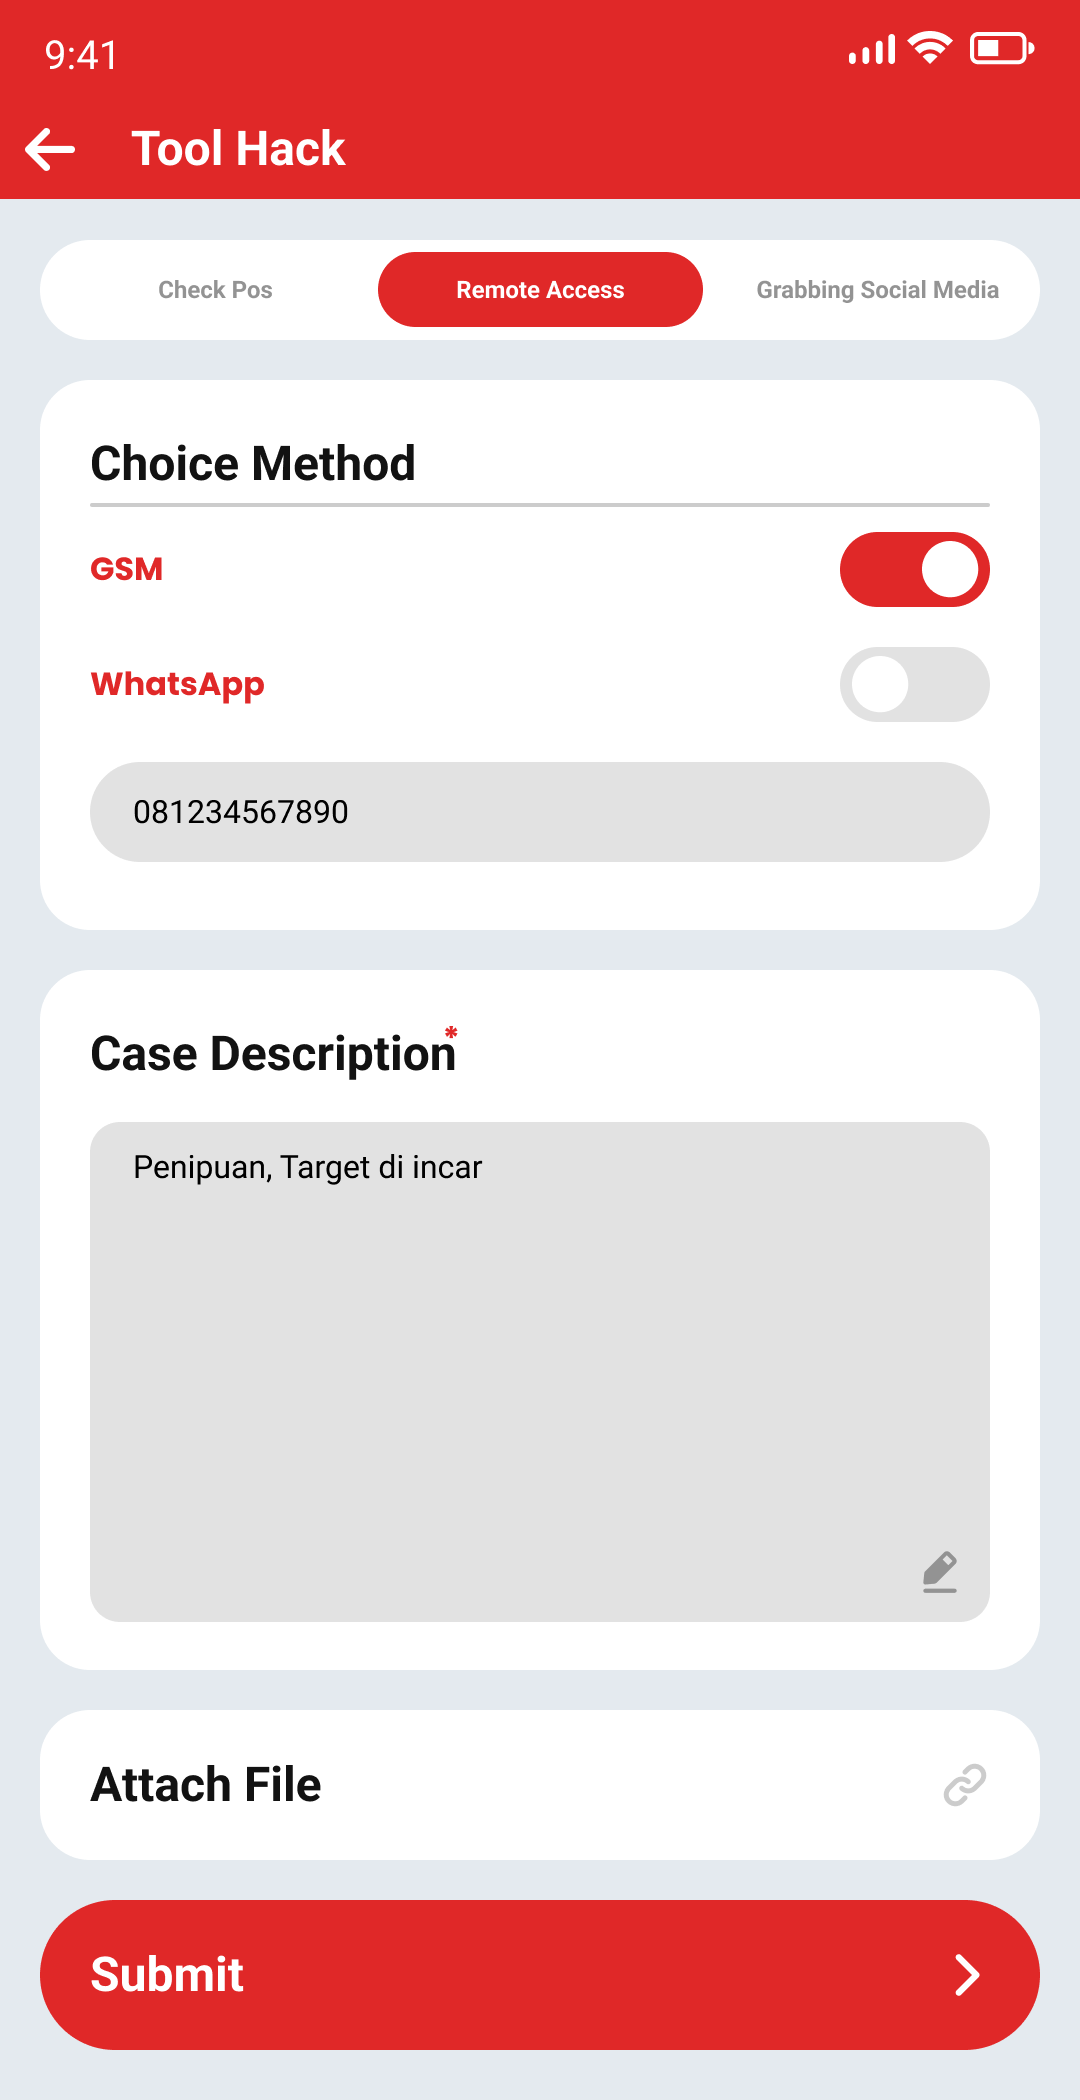 9:41
Tool Hack
Check Pos
Remote Access
Grabbing Social Media
Choice Method
GSM
WhatsApp
081234567890
Case Description*
Penipuan, Target di incar
Attach File
Submit